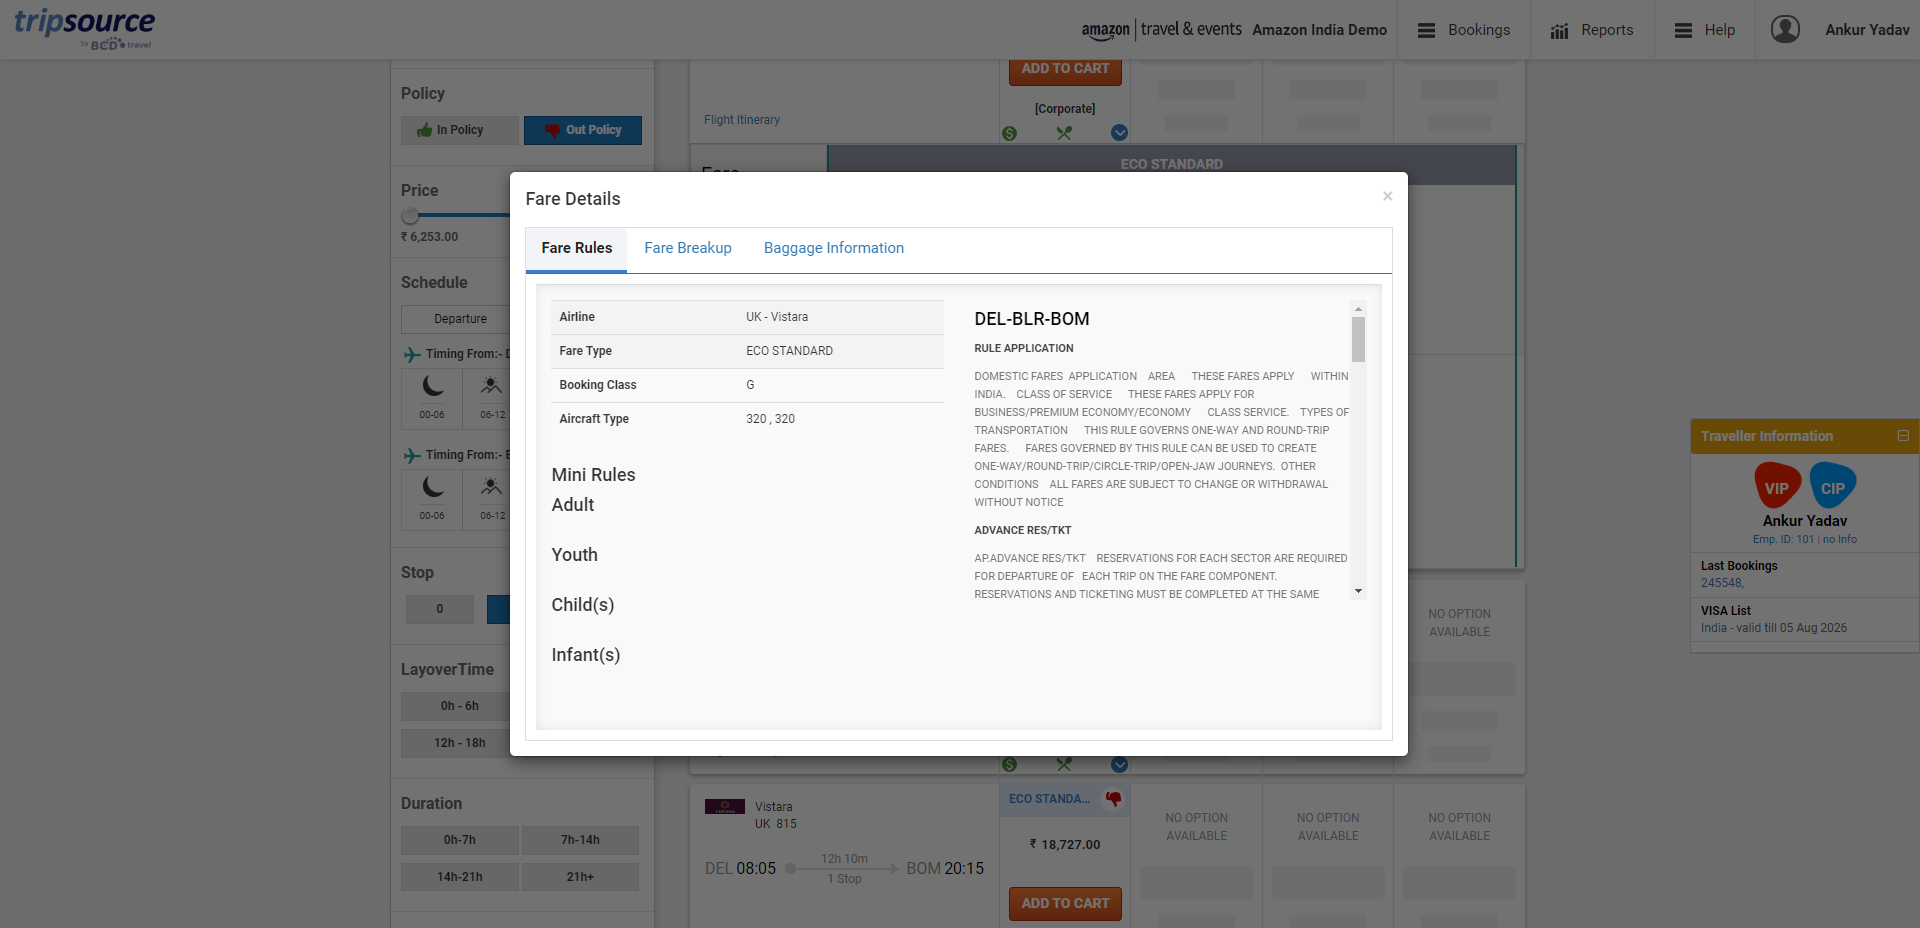 tripsource
by BCD travel
amazon | travel & events Amazon India Demo
Bookings
Reports
Help
Ankur Yadav
Policy
In Policy
Out Policy
Price
₹ 6,253.00
Schedule
Departure
Timing From:- D
00-06
06-12
Timing From:- B
00-06
06-12
Stop
0
LayoverTime
0h - 6h
12h - 18h
Duration
0h-7h
7h-14h
14h-21h
21h+
ADD TO CART
[Corporate]
Flight Itinerary
ECO STANDARD
Fare
Fare Details
×
Fare Rules
Fare Breakup
Baggage Information
Airline UK - Vistara
Fare Type ECO STANDARD
Booking Class G
Aircraft Type 320 , 320
Mini Rules
Adult
Youth
Child(s)
Infant(s)
DEL-BLR-BOM
RULE APPLICATION
DOMESTIC FARES APPLICATION AREA THESE FARES APPLY WITHIN
INDIA. CLASS OF SERVICE THESE FARES APPLY FOR
BUSINESS/PREMIUM ECONOMY/ECONOMY CLASS SERVICE. TYPES OF
TRANSPORTATION THIS RULE GOVERNS ONE-WAY AND ROUND-TRIP
FARES. FARES GOVERNED BY THIS RULE CAN BE USED TO CREATE
ONE-WAY/ROUND-TRIP/CIRCLE-TRIP/OPEN-JAW JOURNEYS. OTHER
CONDITIONS ALL FARES ARE SUBJECT TO CHANGE OR WITHDRAWAL
WITHOUT NOTICE
ADVANCE RES/TKT
AP.ADVANCE RES/TKT RESERVATIONS FOR EACH SECTOR ARE REQUIRED
FOR DEPARTURE OF EACH TRIP ON THE FARE COMPONENT.
RESERVATIONS AND TICKETING MUST BE COMPLETED AT THE SAME
NO OPTION
AVAILABLE
Vistara
UK 815
DEL 08:05
12h 10m
1 Stop
BOM 20:15
ECO STANDA...
₹ 18,727.00
ADD TO CART
NO OPTION
AVAILABLE
NO OPTION
AVAILABLE
NO OPTION
AVAILABLE
Traveller Information
VIP
CIP
Ankur Yadav
Emp. ID: 101 | no Info
Last Bookings
245548,
VISA List
India - valid till 05 Aug 2026